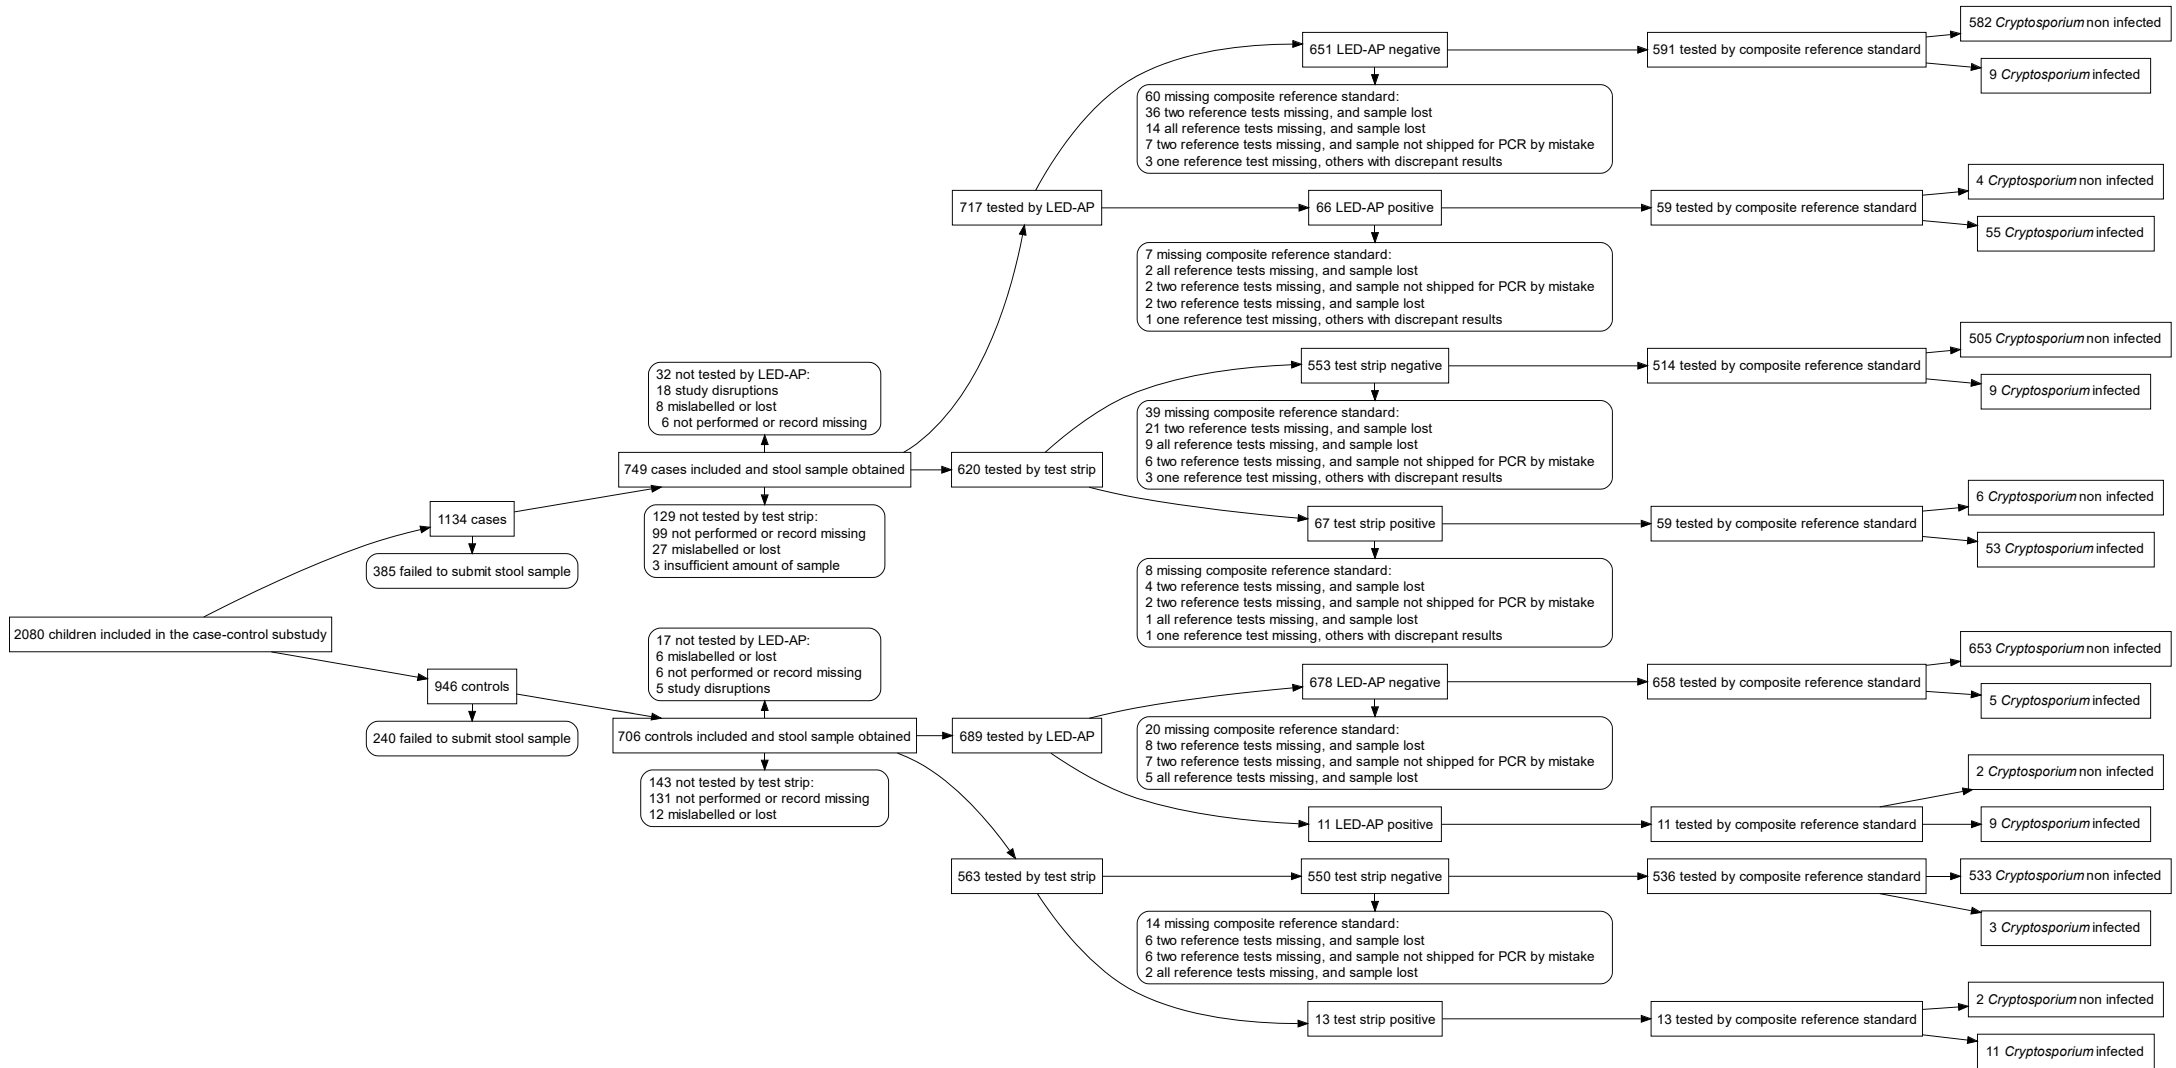 2080 children included in the case-control substudy
1134 cases
385 failed to submit stool sample
946 controls
240 failed to submit stool sample
32 not tested by LED-AP:
18 study disruptions
8 mislabelled or lost
6 not performed or record missing
749 cases included and stool sample obtained
129 not tested by test strip:
99 not performed or record missing
27 mislabelled or lost
3 insufficient amount of sample
17 not tested by LED-AP:
6 mislabelled or lost
6 not performed or record missing
5 study disruptions
706 controls included and stool sample obtained
143 not tested by test strip:
131 not performed or record missing
12 mislabelled or lost
717 tested by LED-AP
651 LED-AP negative
60 missing composite reference standard:
36 two reference tests missing, and sample lost
14 all reference tests missing, and sample lost
7 two reference tests missing, and sample not shipped for PCR by mistake
3 one reference test missing, others with discrepant results
591 tested by composite reference standard
582 Cryptosporium non infected
9 Cryptosporium infected
66 LED-AP positive
7 missing composite reference standard:
2 all reference tests missing, and sample lost
2 two reference tests missing, and sample not shipped for PCR by mistake
2 two reference tests missing, and sample lost
1 one reference test missing, others with discrepant results
59 tested by composite reference standard
4 Cryptosporium non infected
55 Cryptosporium infected
620 tested by test strip
553 test strip negative
39 missing composite reference standard:
21 two reference tests missing, and sample lost
9 all reference tests missing, and sample lost
6 two reference tests missing, and sample not shipped for PCR by mistake
3 one reference test missing, others with discrepant results
514 tested by composite reference standard
505 Cryptosporium non infected
9 Cryptosporium infected
67 test strip positive
8 missing composite reference standard:
4 two reference tests missing, and sample lost
2 two reference tests missing, and sample not shipped for PCR by mistake
1 all reference tests missing, and sample lost
1 one reference test missing, others with discrepant results
59 tested by composite reference standard
6 Cryptosporium non infected
53 Cryptosporium infected
689 tested by LED-AP
678 LED-AP negative
20 missing composite reference standard:
8 two reference tests missing, and sample lost
7 two reference tests missing, and sample not shipped for PCR by mistake
5 all reference tests missing, and sample lost
658 tested by composite reference standard
653 Cryptosporium non infected
5 Cryptosporium infected
11 LED-AP positive
11 tested by composite reference standard
2 Cryptosporium non infected
9 Cryptosporium infected
563 tested by test strip
550 test strip negative
14 missing composite reference standard:
6 two reference tests missing, and sample lost
6 two reference tests missing, and sample not shipped for PCR by mistake
2 all reference tests missing, and sample lost
536 tested by composite reference standard
533 Cryptosporium non infected
3 Cryptosporium infected
13 test strip positive
13 tested by composite reference standard
2 Cryptosporium non infected
11 Cryptosporium infected